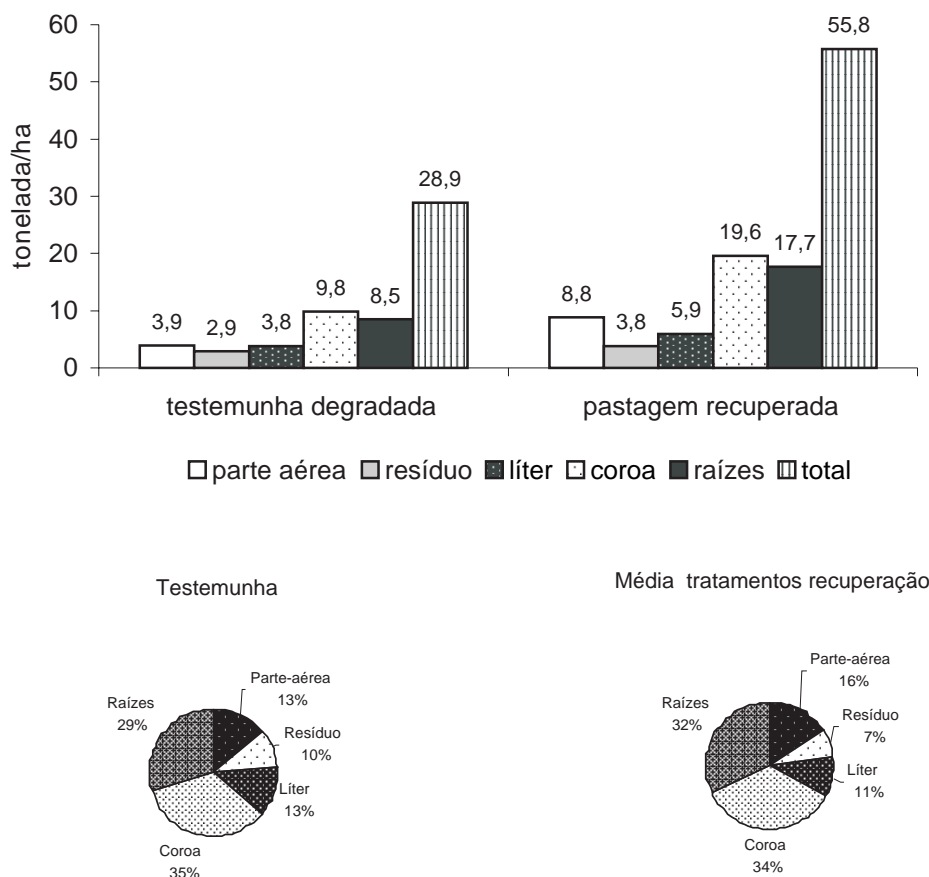 60
50
40
30
20
10
0
tonelada/ha
3,9
2,9
3,8
9,8
8,5
28,9
8,8
3,8
5,9
19,6
17,7
55,8
testemunha degradada
pastagem recuperada
parte aérea resíduo líter coroa raízes total
Testemunha
Parte-aérea
13%
Resíduo
10%
Líter
13%
Coroa
35%
Raízes
29%
Média tratamentos recuperação
Parte-aérea
16%
Resíduo
7%
Líter
11%
Coroa
34%
Raízes
32%